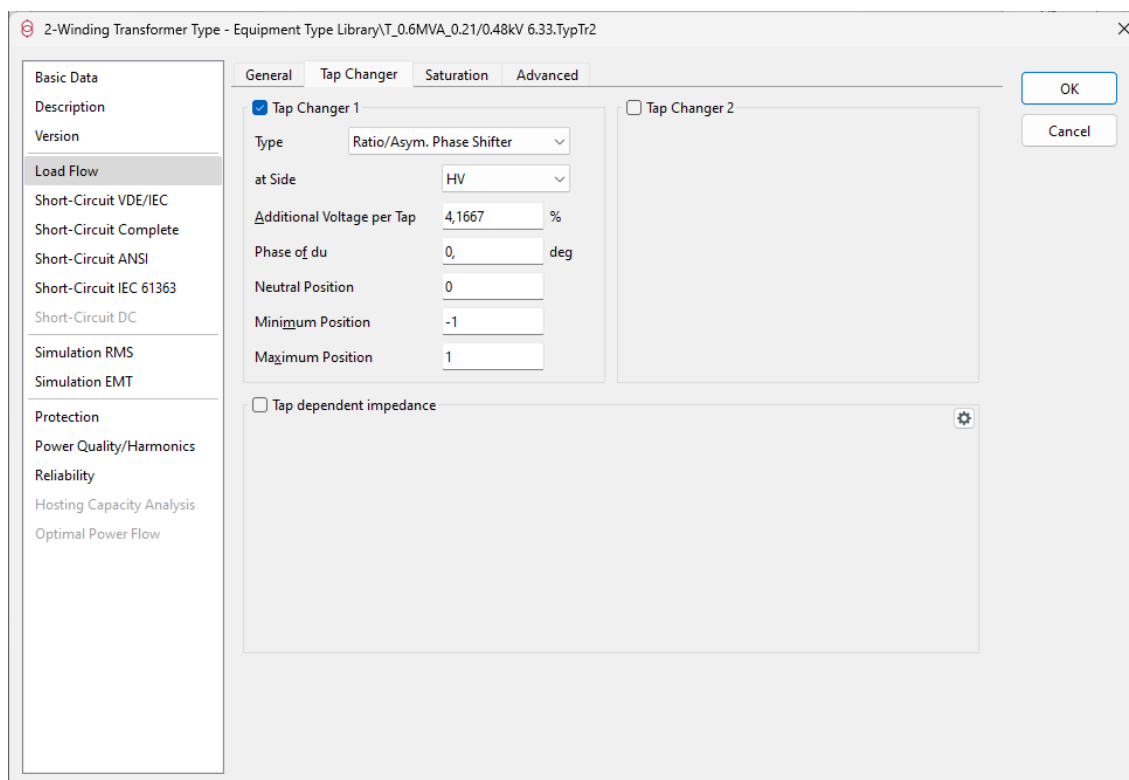 2-Winding Transformer Type - Equipment Type Library\T_0.6MVA_0.21/0.48kV 6.33.TypTr2
Basic Data
Description
Version
Load Flow
Short-Circuit VDE/IEC
Short-Circuit Complete
Short-Circuit ANSI
Short-Circuit IEC 61363
Short-Circuit DC
Simulation RMS
Simulation EMT
Protection
Power Quality/Harmonics
Reliability
Hosting Capacity Analysis
Optimal Power Flow
General Tap Changer Saturation Advanced
Tap Changer 1
Type Ratio/Asym. Phase Shifter
at Side HV
Additional Voltage per Tap 4,1667 %
Phase of du 0, deg
Neutral Position 0
Minimum Position -1
Maximum Position 1
Tap Changer 2
Tap dependent impedance
OK
Cancel